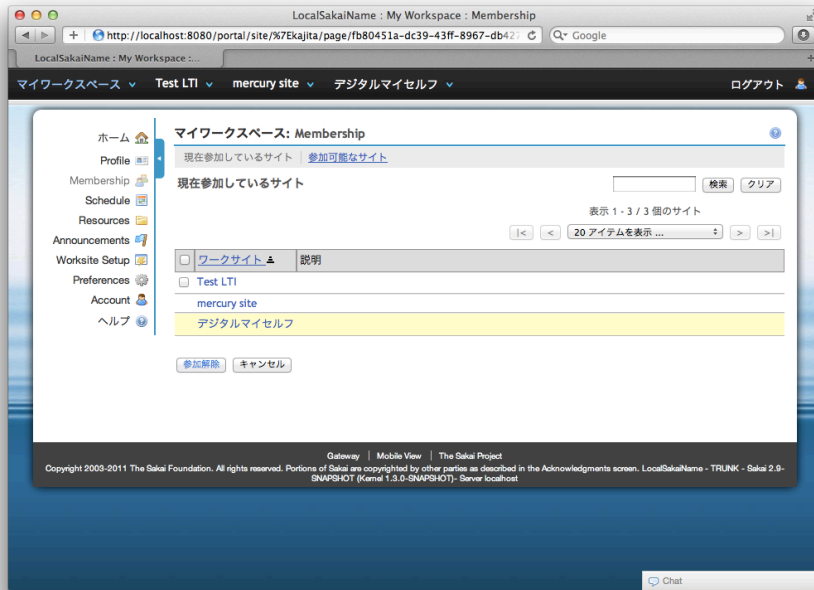 LocalSakaiName : My Workspace : Membership
http://localhost:8080/portal/site/%7Ekajita/page/fb80451a-dc39-43ff-8967-db427
Google
LocalSakaiName : My Workspace :...
マイワークスペース Test LTI mercury site デジタルマイセルフ ログアウト
ホーム
Profile
Membership
Schedule
Resources
Announcements
Worksite Setup
Preferences
Account
ヘルプ
マイワークスペース: Membership
現在参加しているサイト | 参加可能なサイト
現在参加しているサイト
検索 クリア
表示 1 - 3 / 3 個のサイト
|< < 20 アイテムを表示 ... > >|
ワークサイト 説明
Test LTI
mercury site
デジタルマイセルフ
参加解除 キャンセル
Gateway | Mobile View | The Sakai Project
Copyright 2003-2011 The Sakai Foundation. All rights reserved. Portions of Sakai are copyrighted by other parties as described in the Acknowledgments screen. LocalSakaiName - TRUNK - Sakai 2.9-
SNAPSHOT (Kernel 1.3.0-SNAPSHOT)- Server localhost
Chat